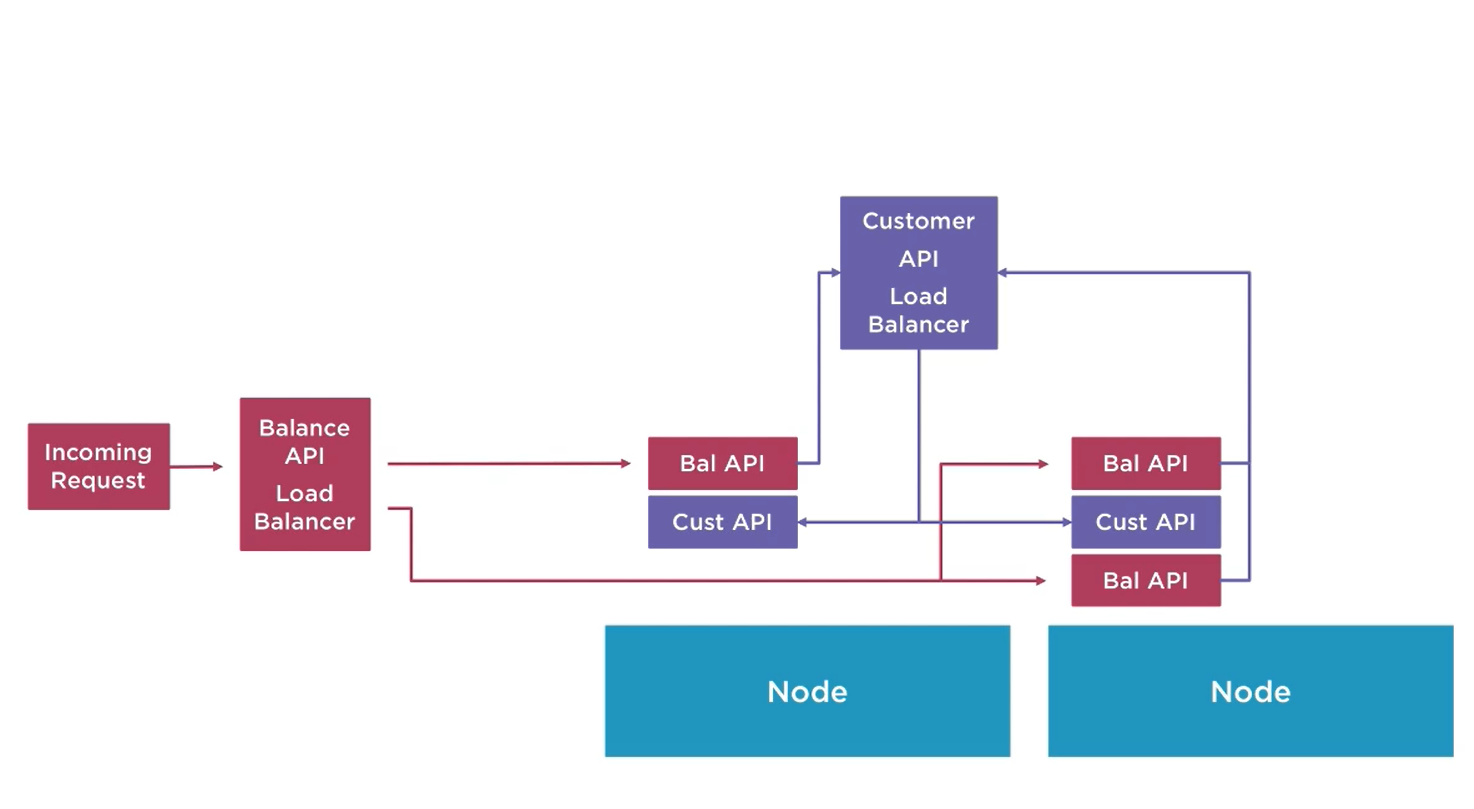 Customer
API
Load
Balancer
Incoming
Request
Balance
API
Load
Balancer
Bal API
Cust API
Bal API
Cust API
Bal API
Node
Node